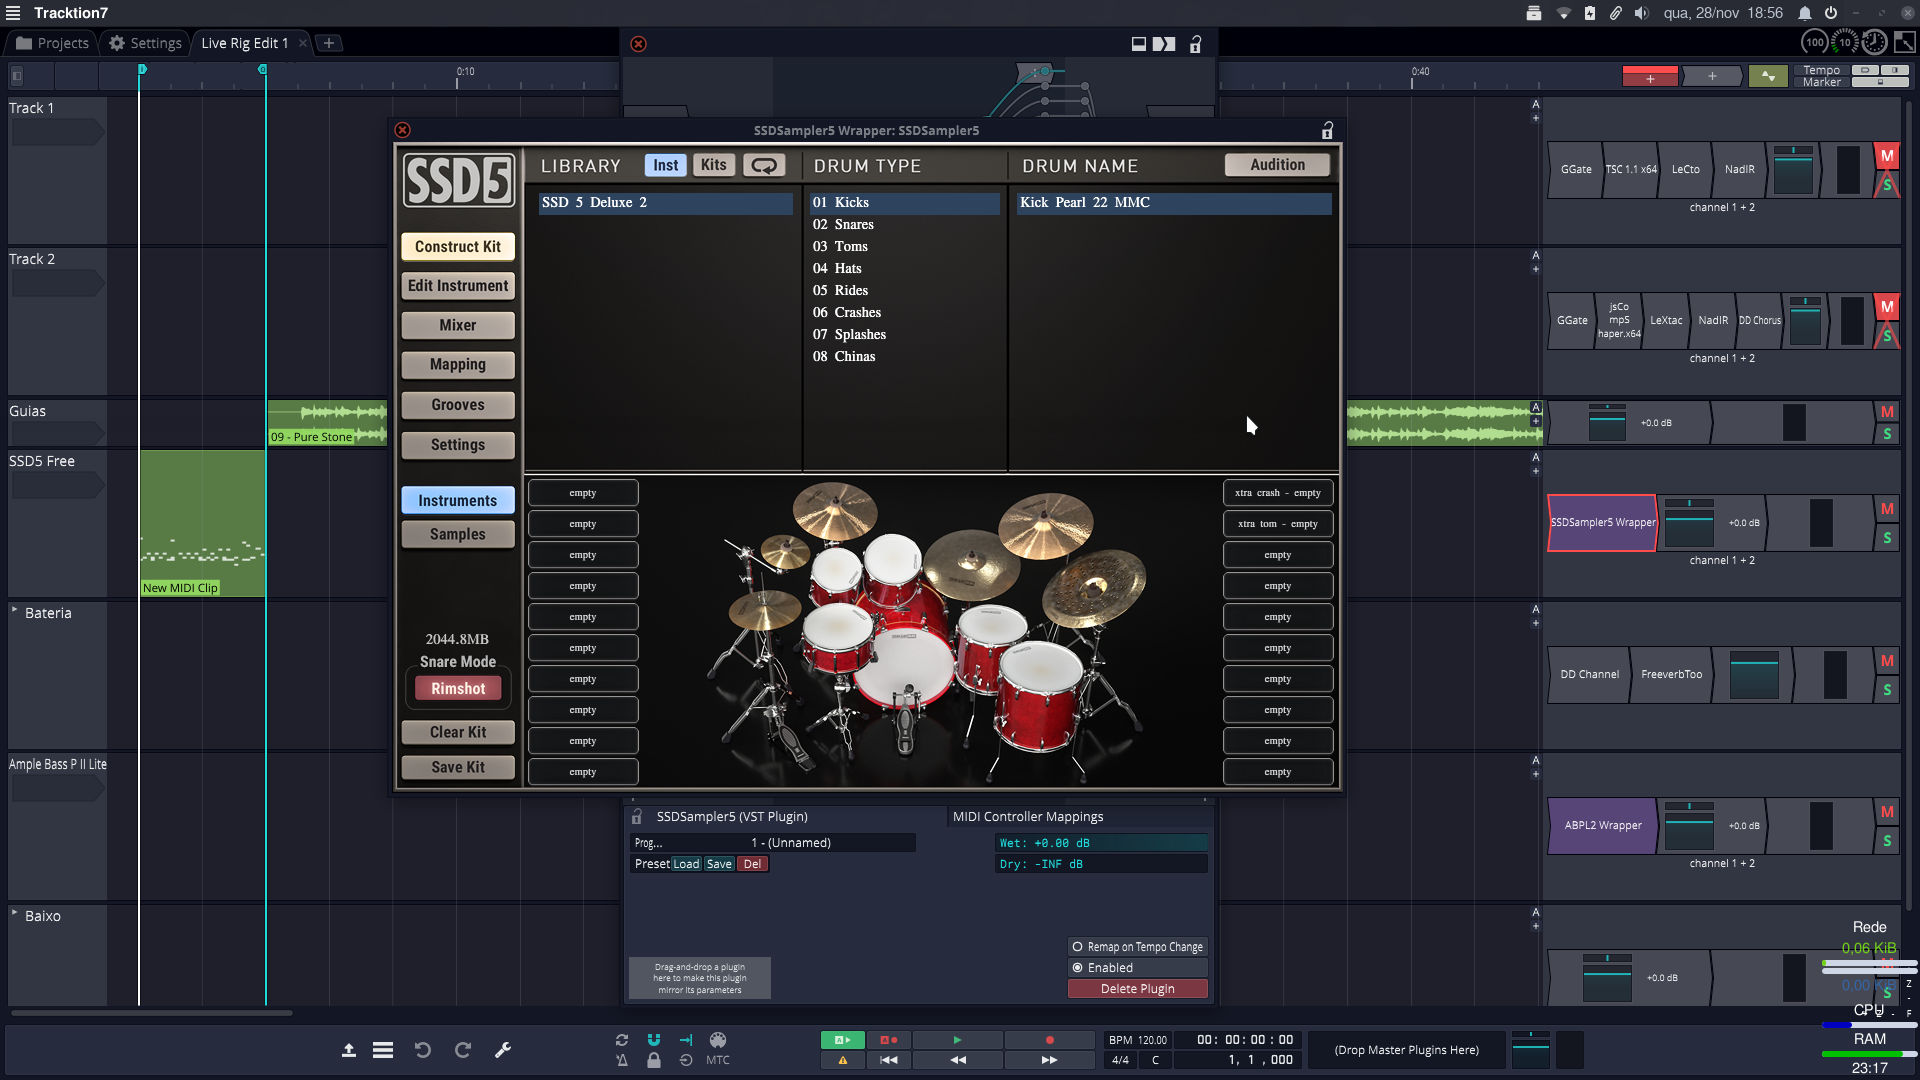 Tracktion7
qua, 28/nov 18:56
Projects
Settings
Live Rig Edit 1
100
10
0:10
0:40
Tempo
Marker
Track 1
Track 2
Guias
09 - Pure Stone
SSD5 Free
New MIDI Clip
Bateria
Ample Bass P II Lite
Baixo
SSDSampler5 Wrapper: SSDSampler5
SSD5
LIBRARY
Inst
Kits
DRUM TYPE
DRUM NAME
Audition
SSD 5 Deluxe 2
01 Kicks
02 Snares
03 Toms
04 Hats
05 Rides
06 Crashes
07 Splashes
08 Chinas
Kick Pearl 22 MMC
Construct Kit
Edit Instrument
Mixer
Mapping
Grooves
Settings
Instruments
Samples
2044.8MB
Snare Mode
Rimshot
Clear Kit
Save Kit
empty
empty
empty
empty
empty
empty
empty
empty
empty
empty
xtra crash - empty
xtra tom - empty
empty
empty
empty
empty
empty
empty
empty
empty
SSDSampler5 (VST Plugin)
MIDI Controller Mappings
Prog...
1 - (Unnamed)
Preset
Load
Save
Del
Wet: +0.00 dB
Dry: -INF dB
Drag-and-drop a plugin
here to make this plugin
mirror its parameters
Remap on Tempo Change
Enabled
Delete Plugin
A
+
GGate
TSC 1.1 x64
LeCto
NadIR
M
S
channel 1 + 2
A
+
GGate
jsCo
mpS
haper.x64
LeXtac
NadIR
DD Chorus
M
S
channel 1 + 2
A
+
+0.0 dB
M
S
A
+
SSDSampler5 Wrapper
+0.0 dB
M
S
channel 1 + 2
A
+
DD Channel
FreeverbToo
M
S
A
+
ABPL2 Wrapper
+0.0 dB
M
S
channel 1 + 2
A
+
+0.0 dB
S
Rede
0,06 KiB
0,00 KiB
CPU
RAM
23:17
MTC
BPM 120.00
4/4
C
00: 00: 00: 00
1, 1 , 000
(Drop Master Plugins Here)